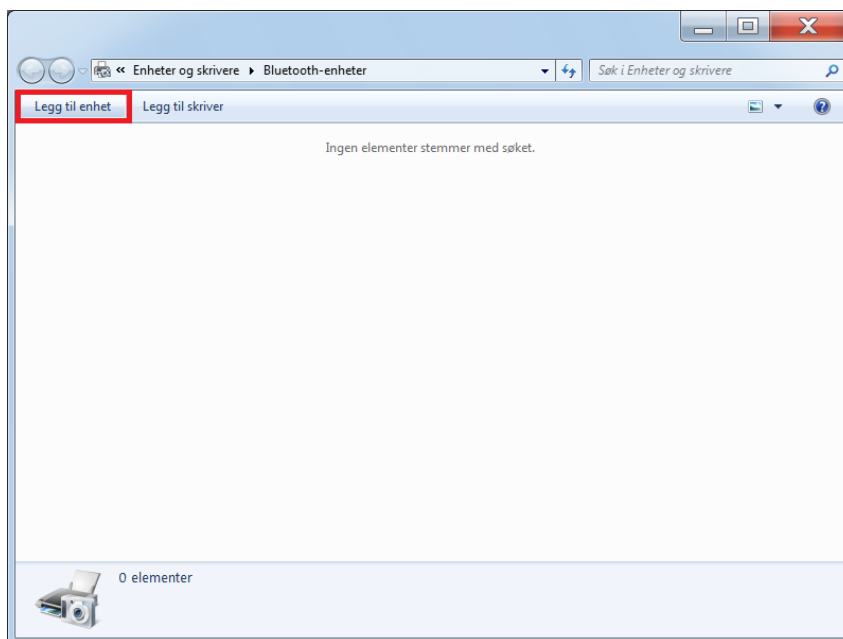 « Enheter og skrivere ▸ Bluetooth-enheter
Søk i Enheter og skrivere
Legg til enhet
Legg til skriver
Ingen elementer stemmer med søket.
0 elementer